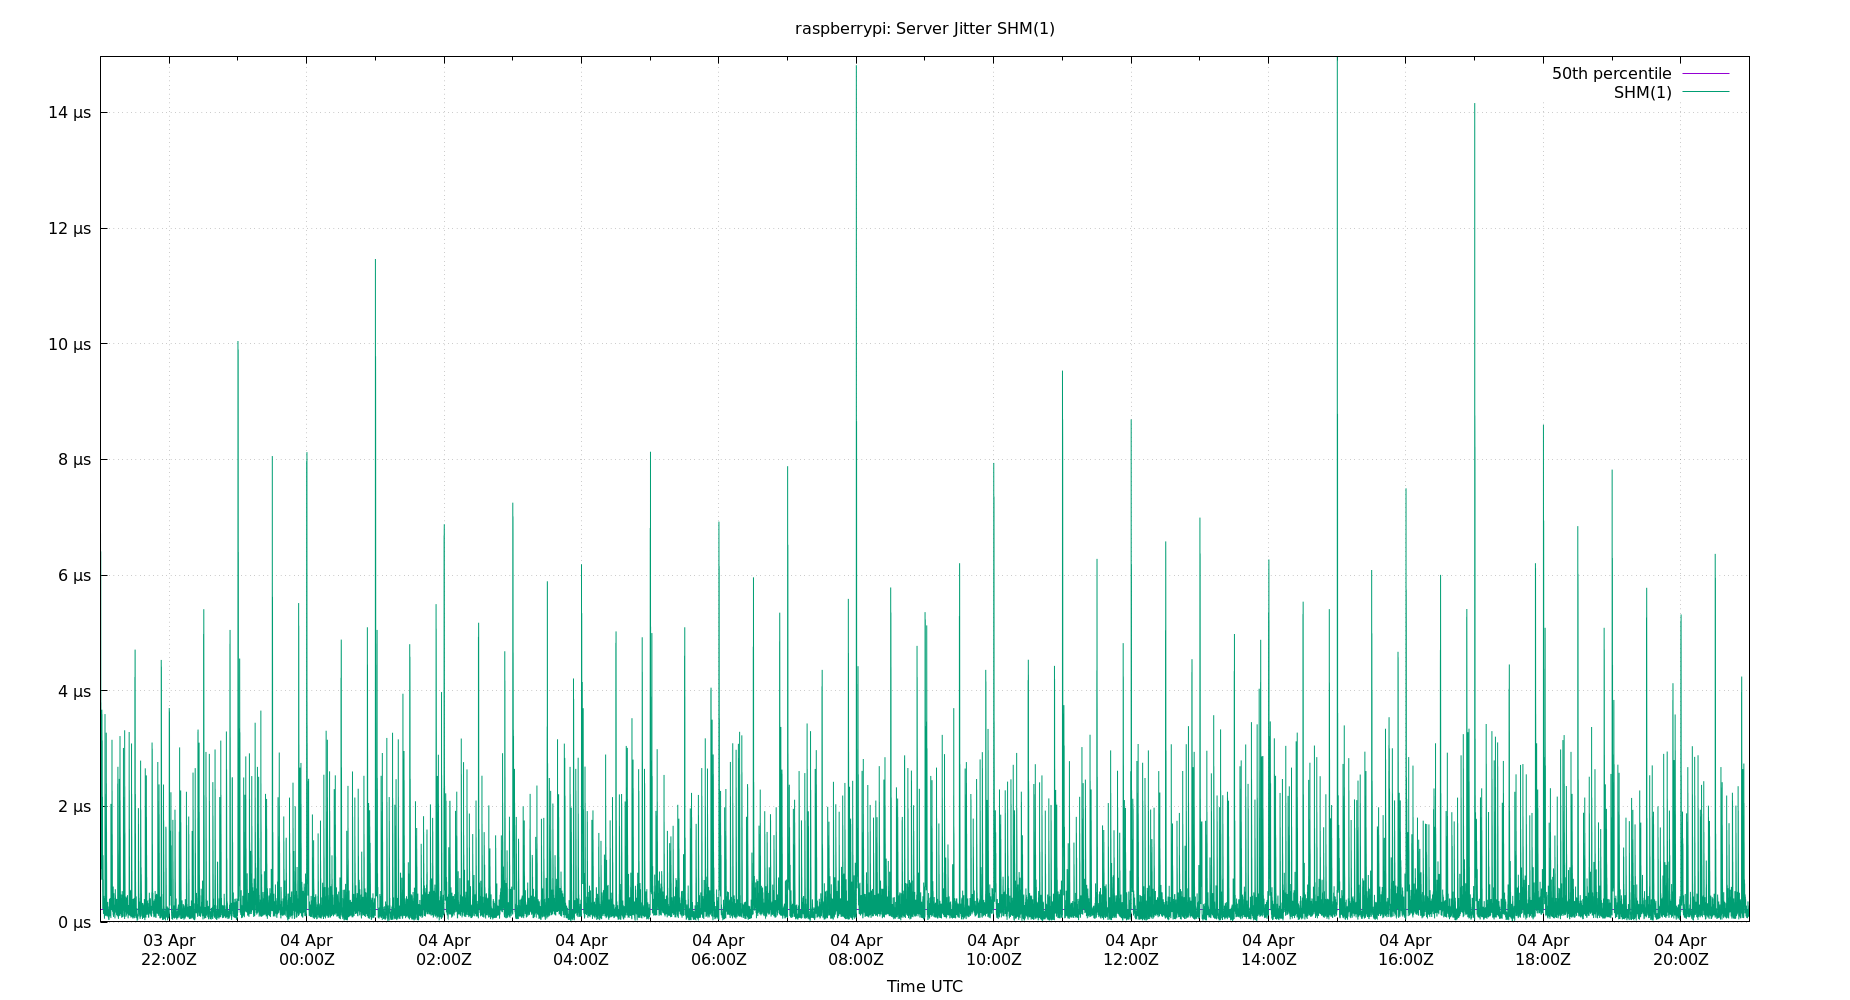 raspberrypi: Server Jitter SHM(1)
50th percentile
SHM(1)
14 µs
12 µs
10 µs
8 µs
6 µs
4 µs
2 µs
0 µs
03 Apr 04 Apr 04 Apr 04 Apr 04 Apr 04 Apr 04 Apr 04 Apr 04 Apr 04 Apr 04 Apr 04 Apr
22:00Z 00:00Z 02:00Z 04:00Z 06:00Z 08:00Z 10:00Z 12:00Z 14:00Z 16:00Z 18:00Z 20:00Z
Time UTC